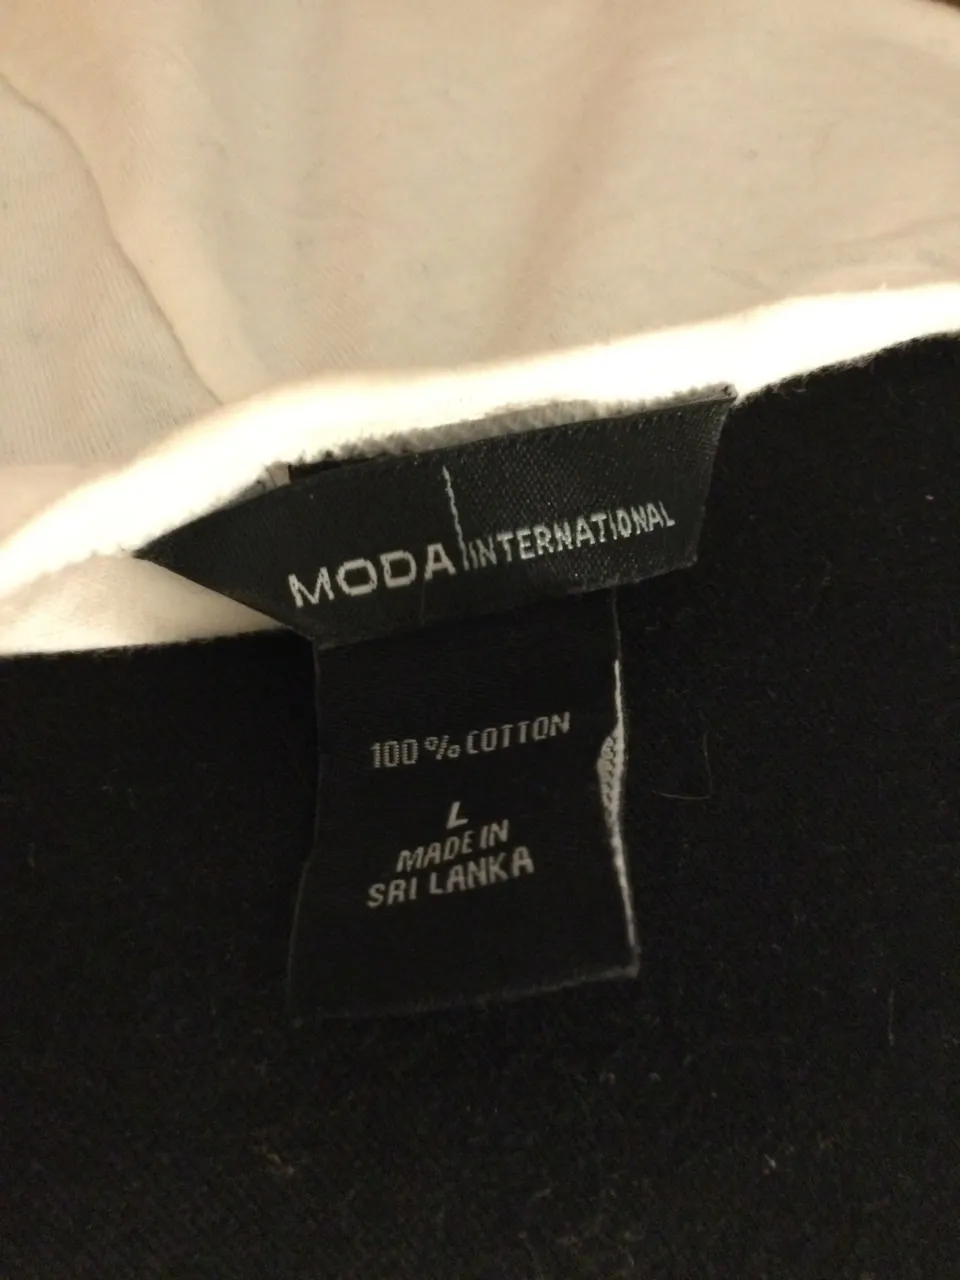 MODA INTERNATIONAL
100% COTTON
L
MADE IN
SRI LANKA